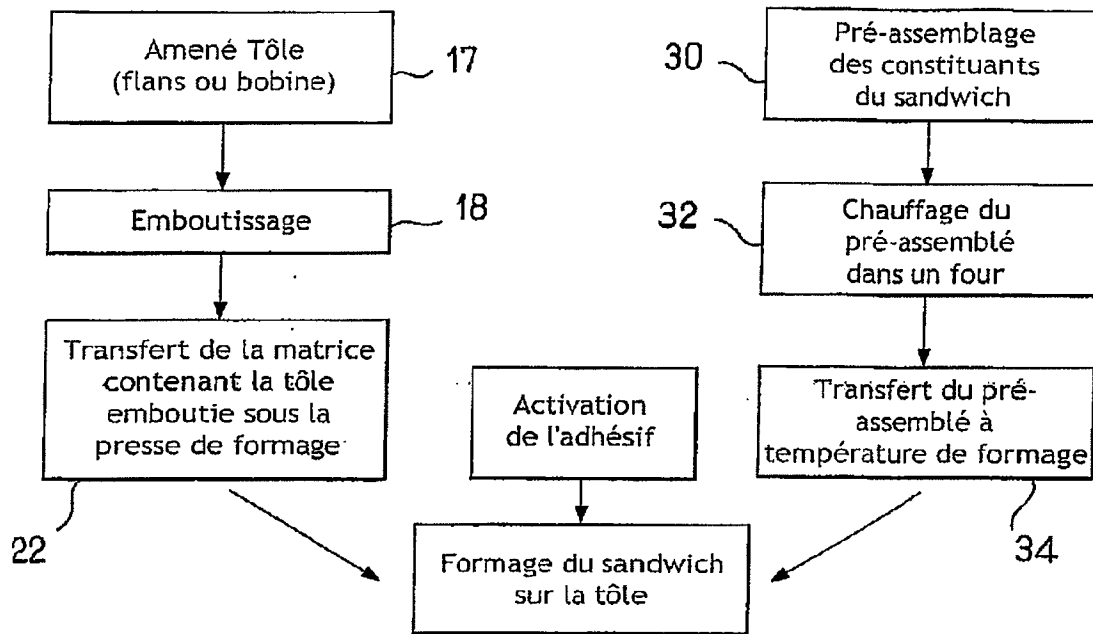 Amené Tôle
(flans ou bobine)
17
Emboutissage
18
Transfert de la matrice
contenant la tôle
emboutie sous la
presse de formage
22
Activation
de l'adhésif
30
Pré-assemblage
des constituants
du sandwich
32
Chauffage du
pré-assemblé
dans un four
Transfert du pré-
assemblé à
température de formage
34
Formage du sandwich
sur la tôle